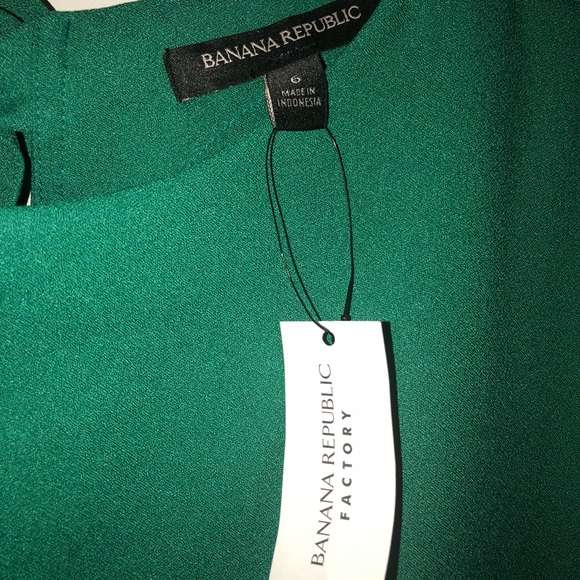 BANANA REPUBLIC
6
MADE IN
INDONESIA
BANANA REPUBLIC
FACTORY